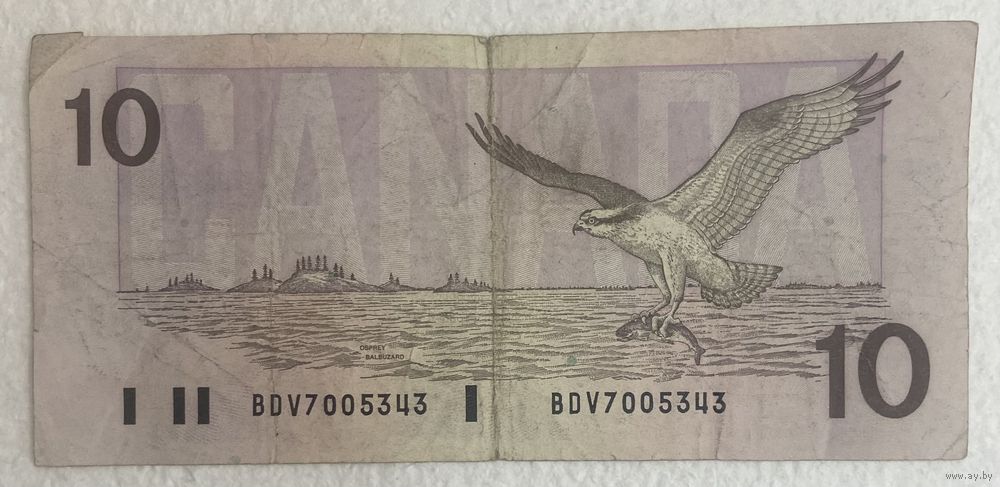 CANADA
10
OSPREY
BALBUZARD
10
BDV7005343 BDV7005343
www.ay.by